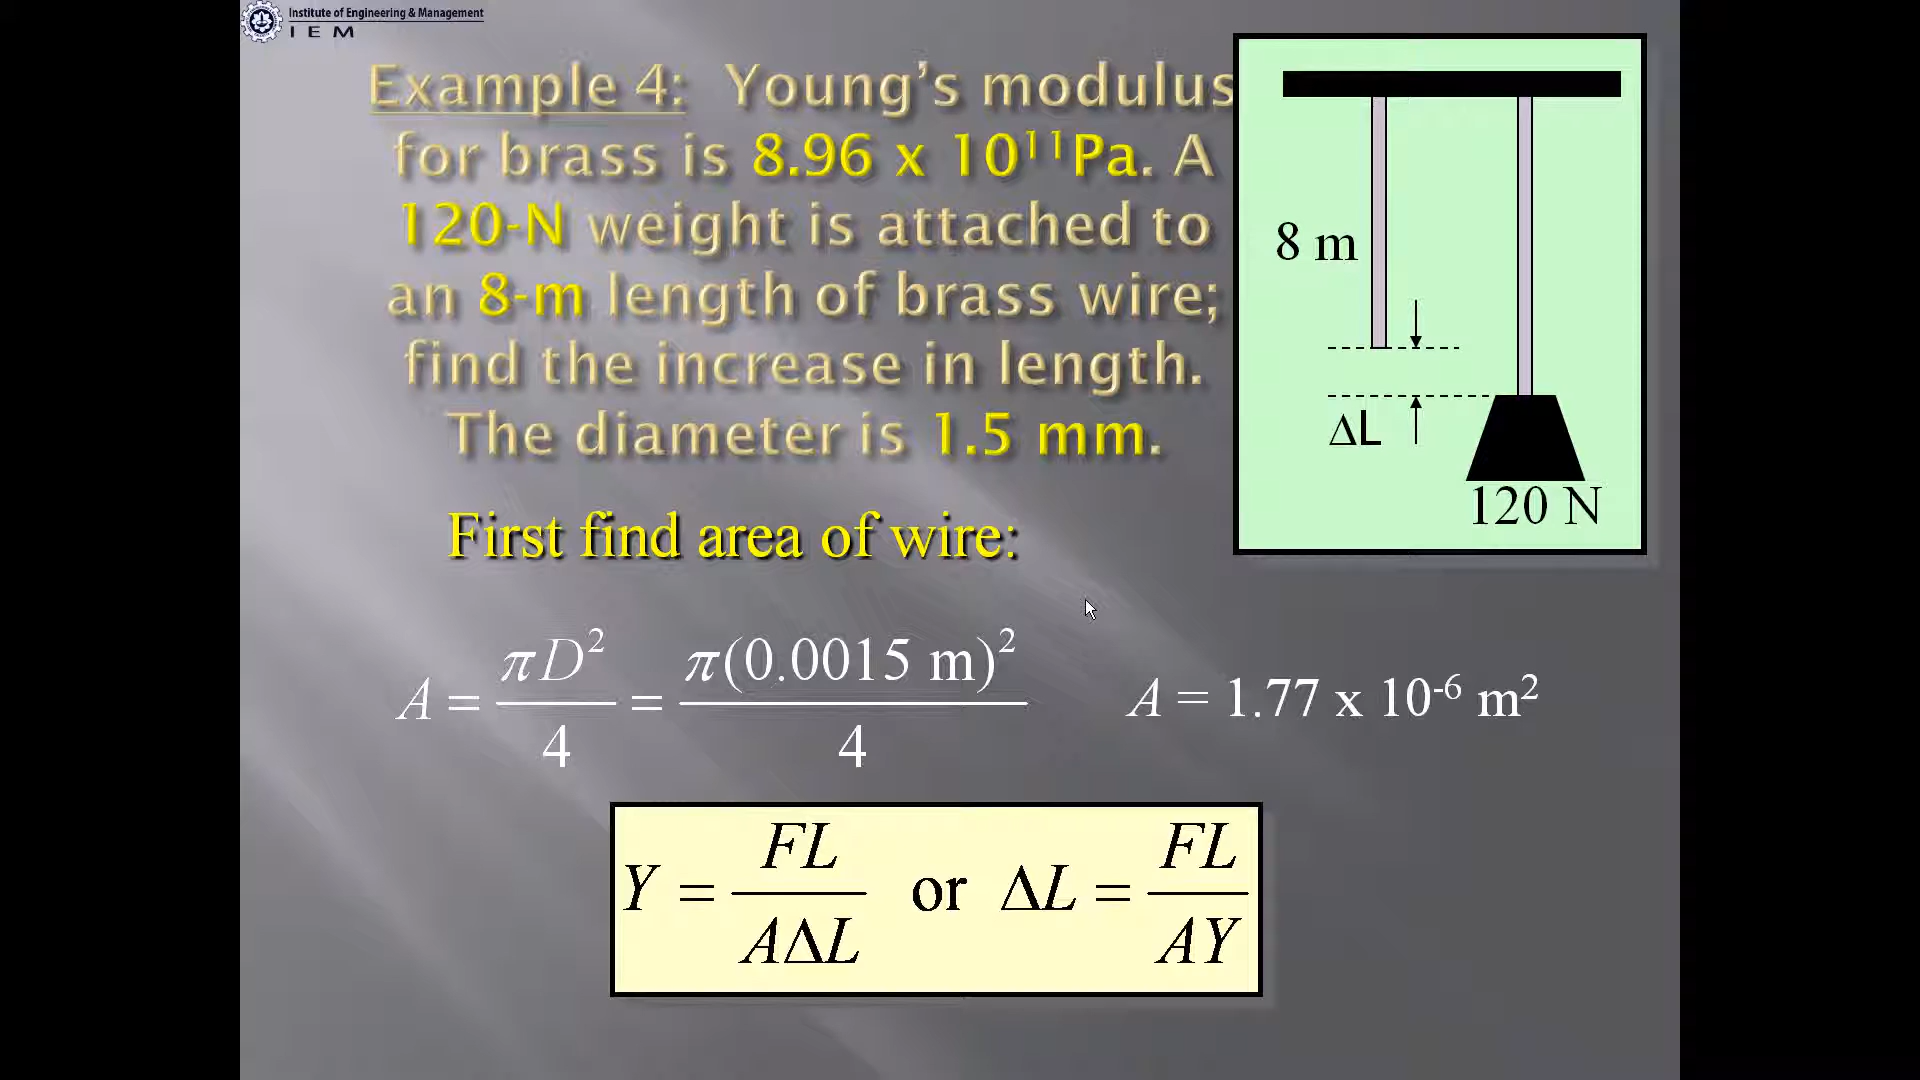 Institute of Engineering & Management
I E M
Example 4: Young's modulus
for brass is 8.96 x 10¹¹Pa. A
120-N weight is attached to
an 8-m length of brass wire;
find the increase in length.
The diameter is 1.5 mm.
8 m
ΔL
120 N
First find area of wire:
A = πD²/4 = π(0.0015 m)²/4
A = 1.77 x 10⁻⁶ m²
Y = FL/AΔL or ΔL = FL/AY